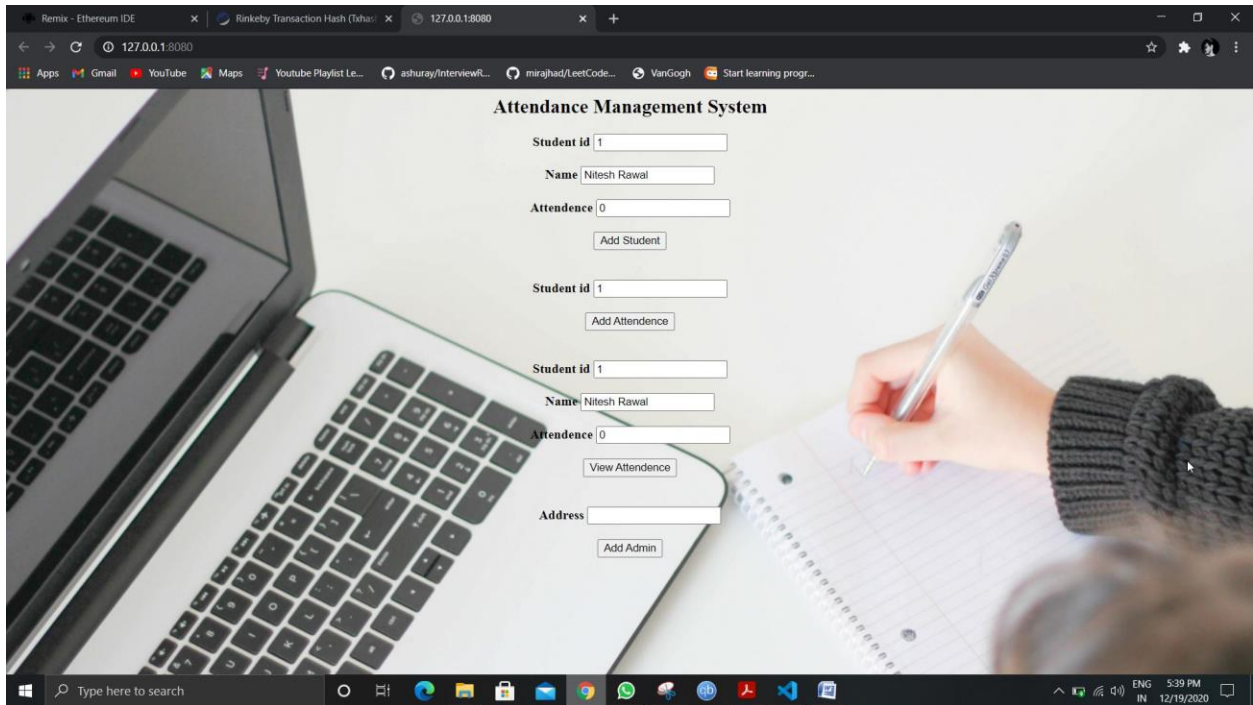 Remix - Ethereum IDE
Rinkeby Transaction Hash (Txhas
127.0.0.1:8080
127.0.0.1:8080
Apps
Gmail
YouTube
Maps
Youtube Playlist Le...
ashuray/InterviewR...
mirajhad/LeetCode...
VanGogh
Start learning progr...
Attendance Management System
Student id 1
Name Nitesh Rawal
Attendence 0
Add Student
Student id 1
Add Attendence
Student id 1
Name Nitesh Rawal
Attendence 0
View Attendence
Address
Add Admin
Type here to search
qb
ENG
IN
5:39 PM
12/19/2020